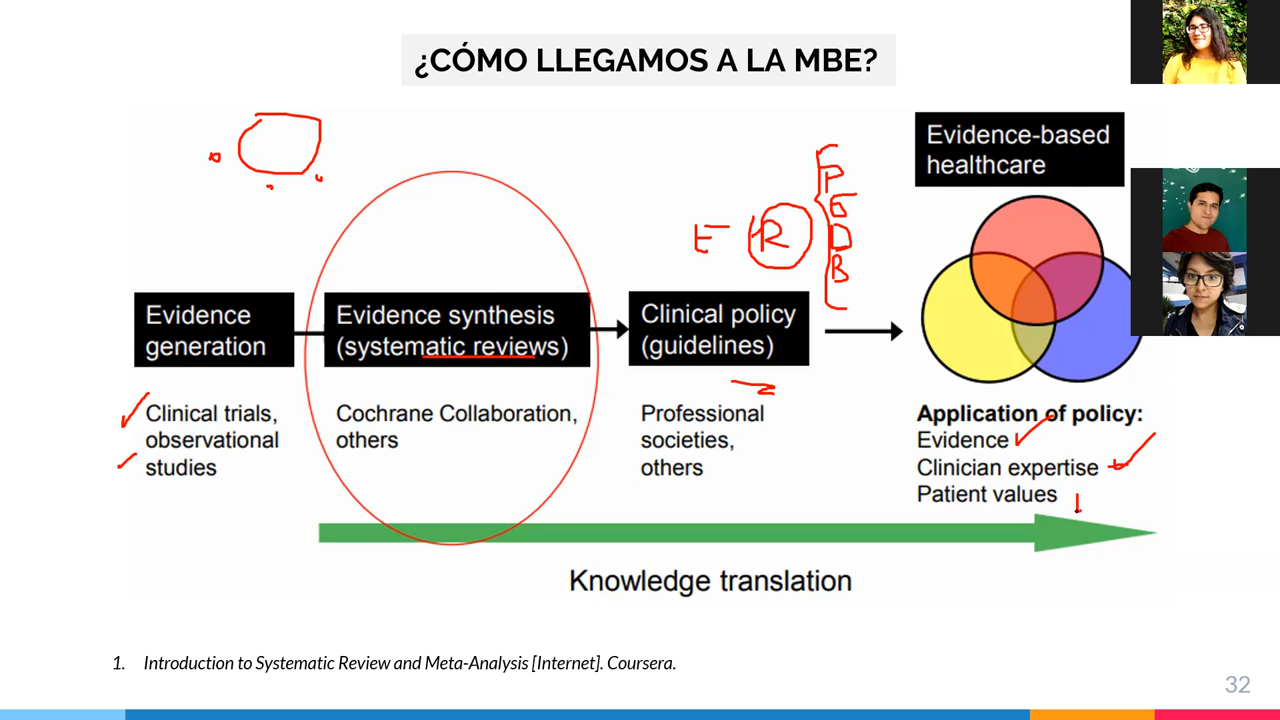 ¿CÓMO LLEGAMOS A LA MBE?
Evidence
generation
Clinical trials,
observational
studies
Evidence synthesis
(systematic reviews)
Cochrane Collaboration,
others
E R
P
G
D
B
Clinical policy
(guidelines)
Professional
societies,
others
Evidence-based
healthcare
Application of policy:
Evidence
Clinician expertise
Patient values
Knowledge translation
1. Introduction to Systematic Review and Meta-Analysis [Internet]. Coursera.
32